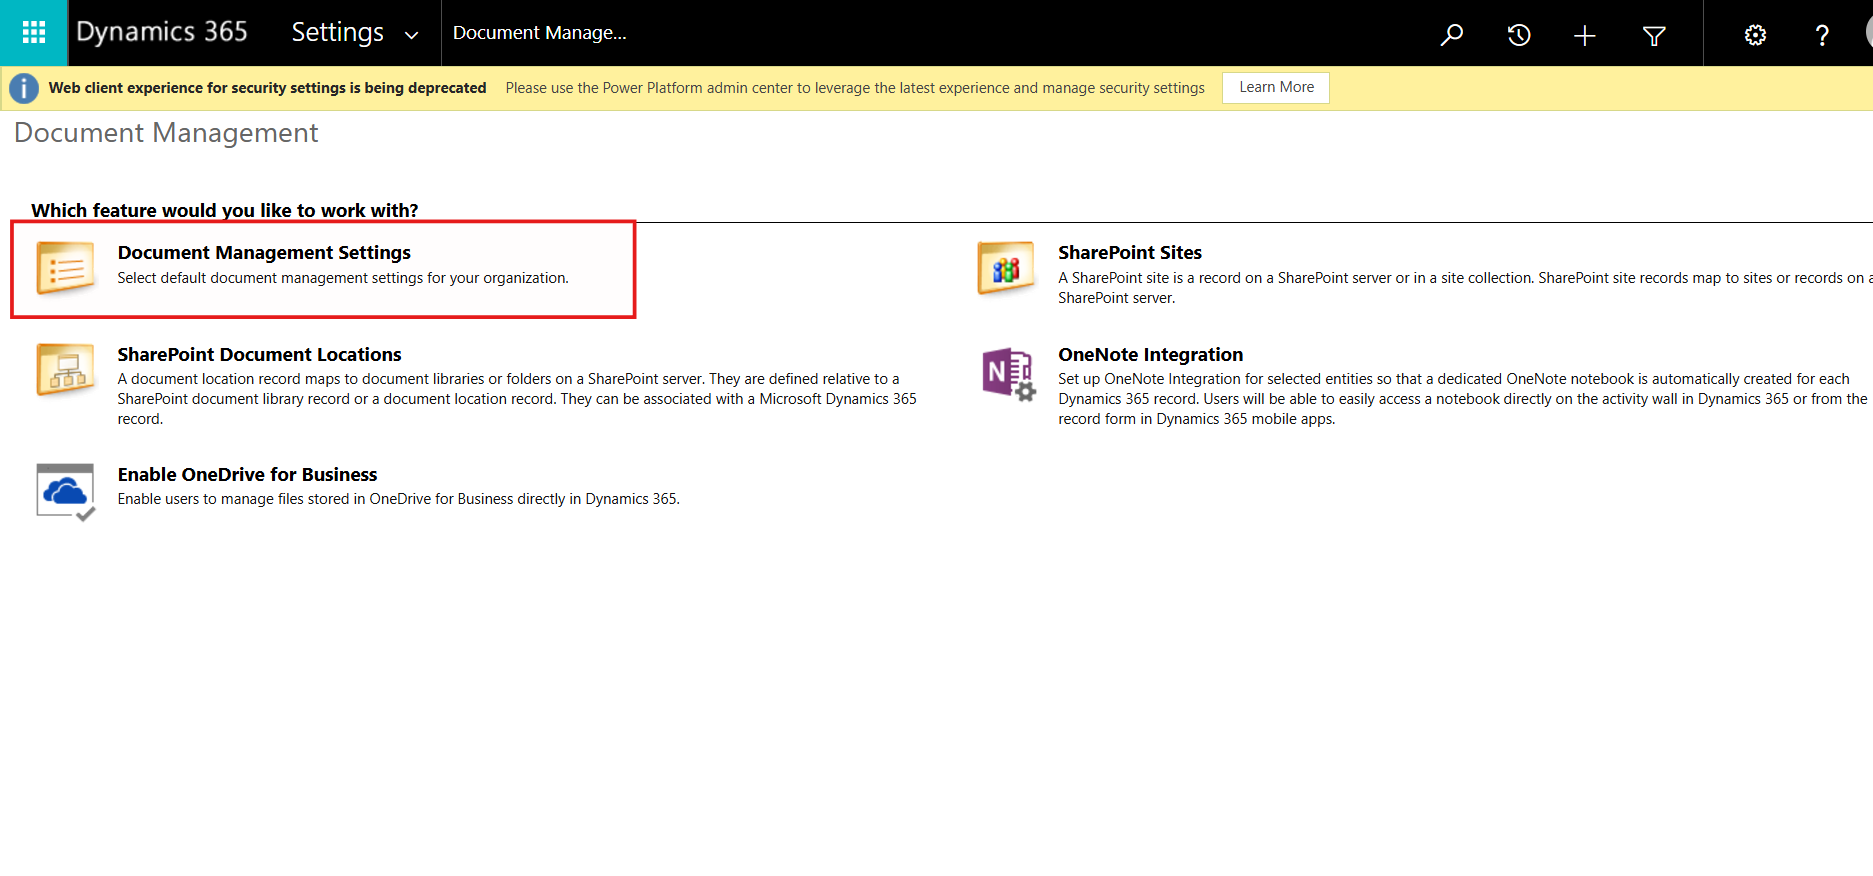 Dynamics 365 Settings Document Manage...
Web client experience for security settings is being deprecated Please use the Power Platform admin center to leverage the latest experience and manage security settings Learn More
Document Management
Which feature would you like to work with?
Document Management Settings
Select default document management settings for your organization.
SharePoint Sites
A SharePoint site is a record on a SharePoint server or in a site collection. SharePoint site records map to sites or records on a
SharePoint server.
SharePoint Document Locations
A document location record maps to document libraries or folders on a SharePoint server. They are defined relative to a
SharePoint document library record or a document location record. They can be associated with a Microsoft Dynamics 365
record.
OneNote Integration
Set up OneNote Integration for selected entities so that a dedicated OneNote notebook is automatically created for each
Dynamics 365 record. Users will be able to easily access a notebook directly on the activity wall in Dynamics 365 or from the
record form in Dynamics 365 mobile apps.
Enable OneDrive for Business
Enable users to manage files stored in OneDrive for Business directly in Dynamics 365.